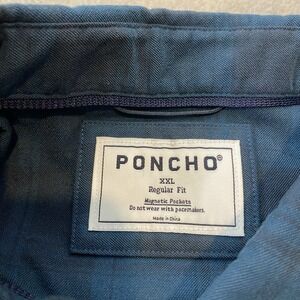 PONCHO®
XXL
Regular Fit
Magnetic Pockets
Do not wear with pacemakers.
Made in China